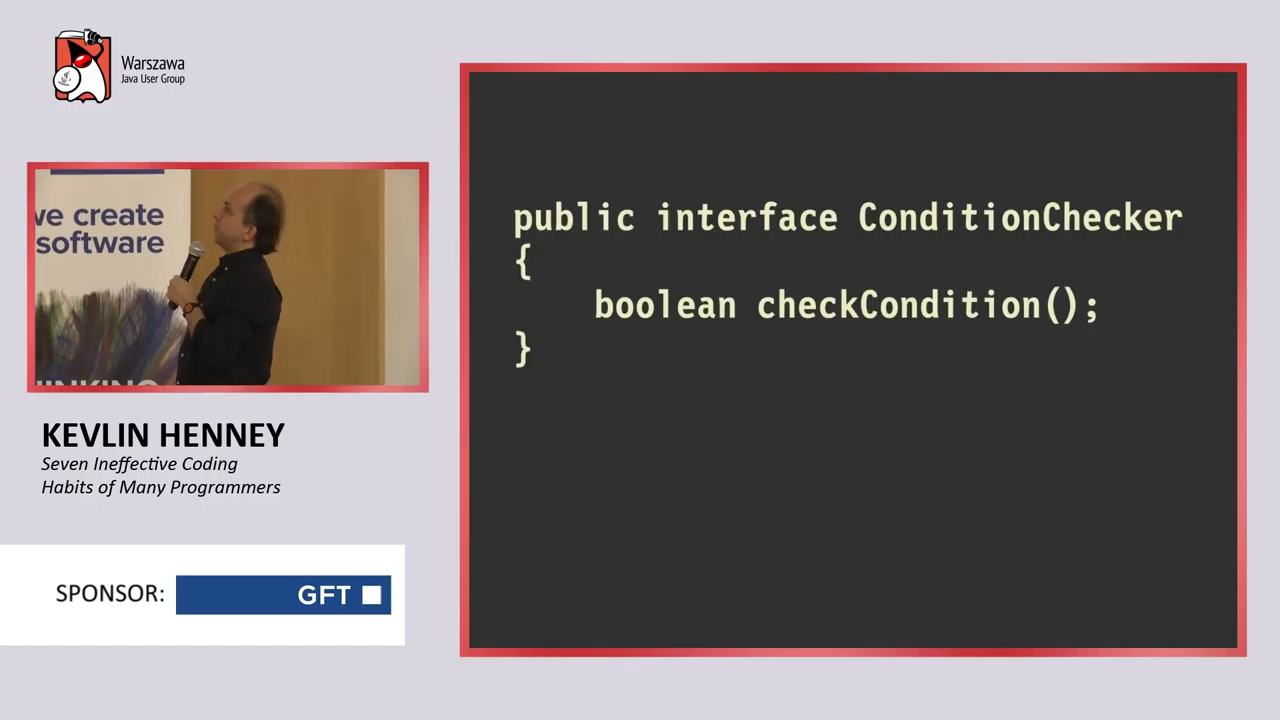 Warszawa
Java User Group
we create
software
KEVLIN HENNEY
Seven Ineffective Coding
Habits of Many Programmers
SPONSOR:
GFT
public interface ConditionChecker
{
    boolean checkCondition();
}